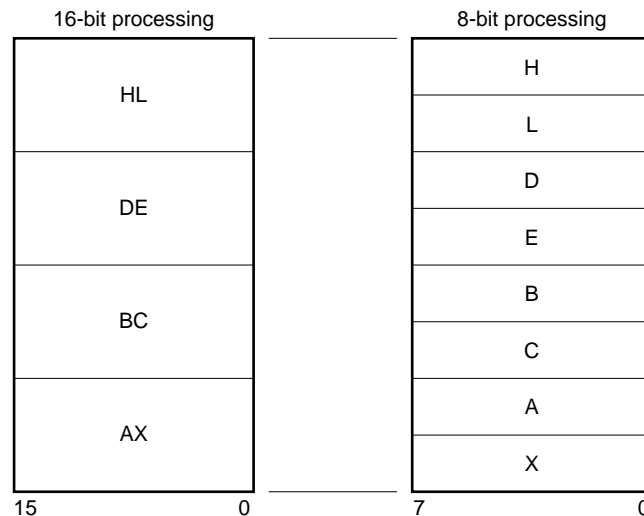 16-bit processing
8-bit processing
HL
DE
BC
AX
H
L
D
E
B
C
A
X
15 0
7 0